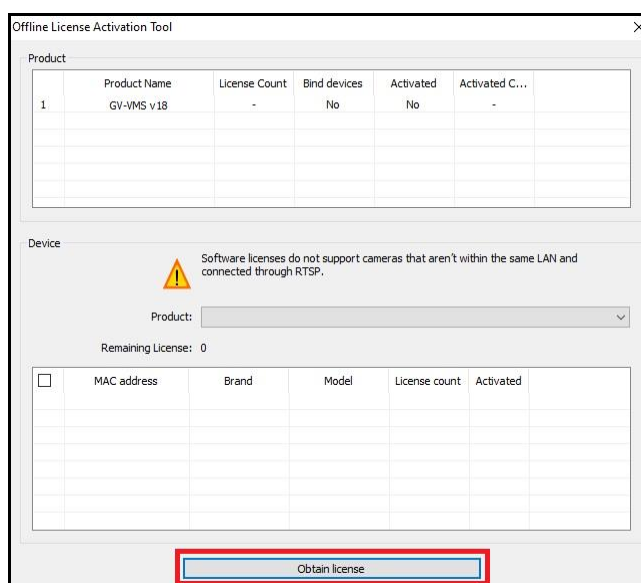 Offline License Activation Tool
Product
Product Name License Count Bind devices Activated Activated C...
1 GV-VMS v18 - No No -
Device
Software licenses do not support cameras that aren't within the same LAN and
connected through RTSP.
Product:
Remaining License: 0
MAC address Brand Model License count Activated
Obtain license